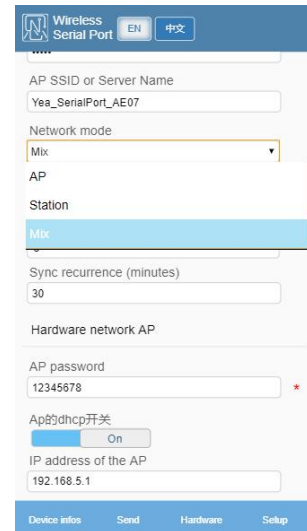 Wireless
Serial Port
EN
中文
AP SSID or Server Name
Yea_SerialPort_AE07
Network mode
Mix
AP
Station
Mix
Sync recurrence (minutes)
30
Hardware network AP
AP password
12345678
*
Ap的dhcp开关
On
IP address of the AP
192.168.5.1
Device infos Send Hardware Setup